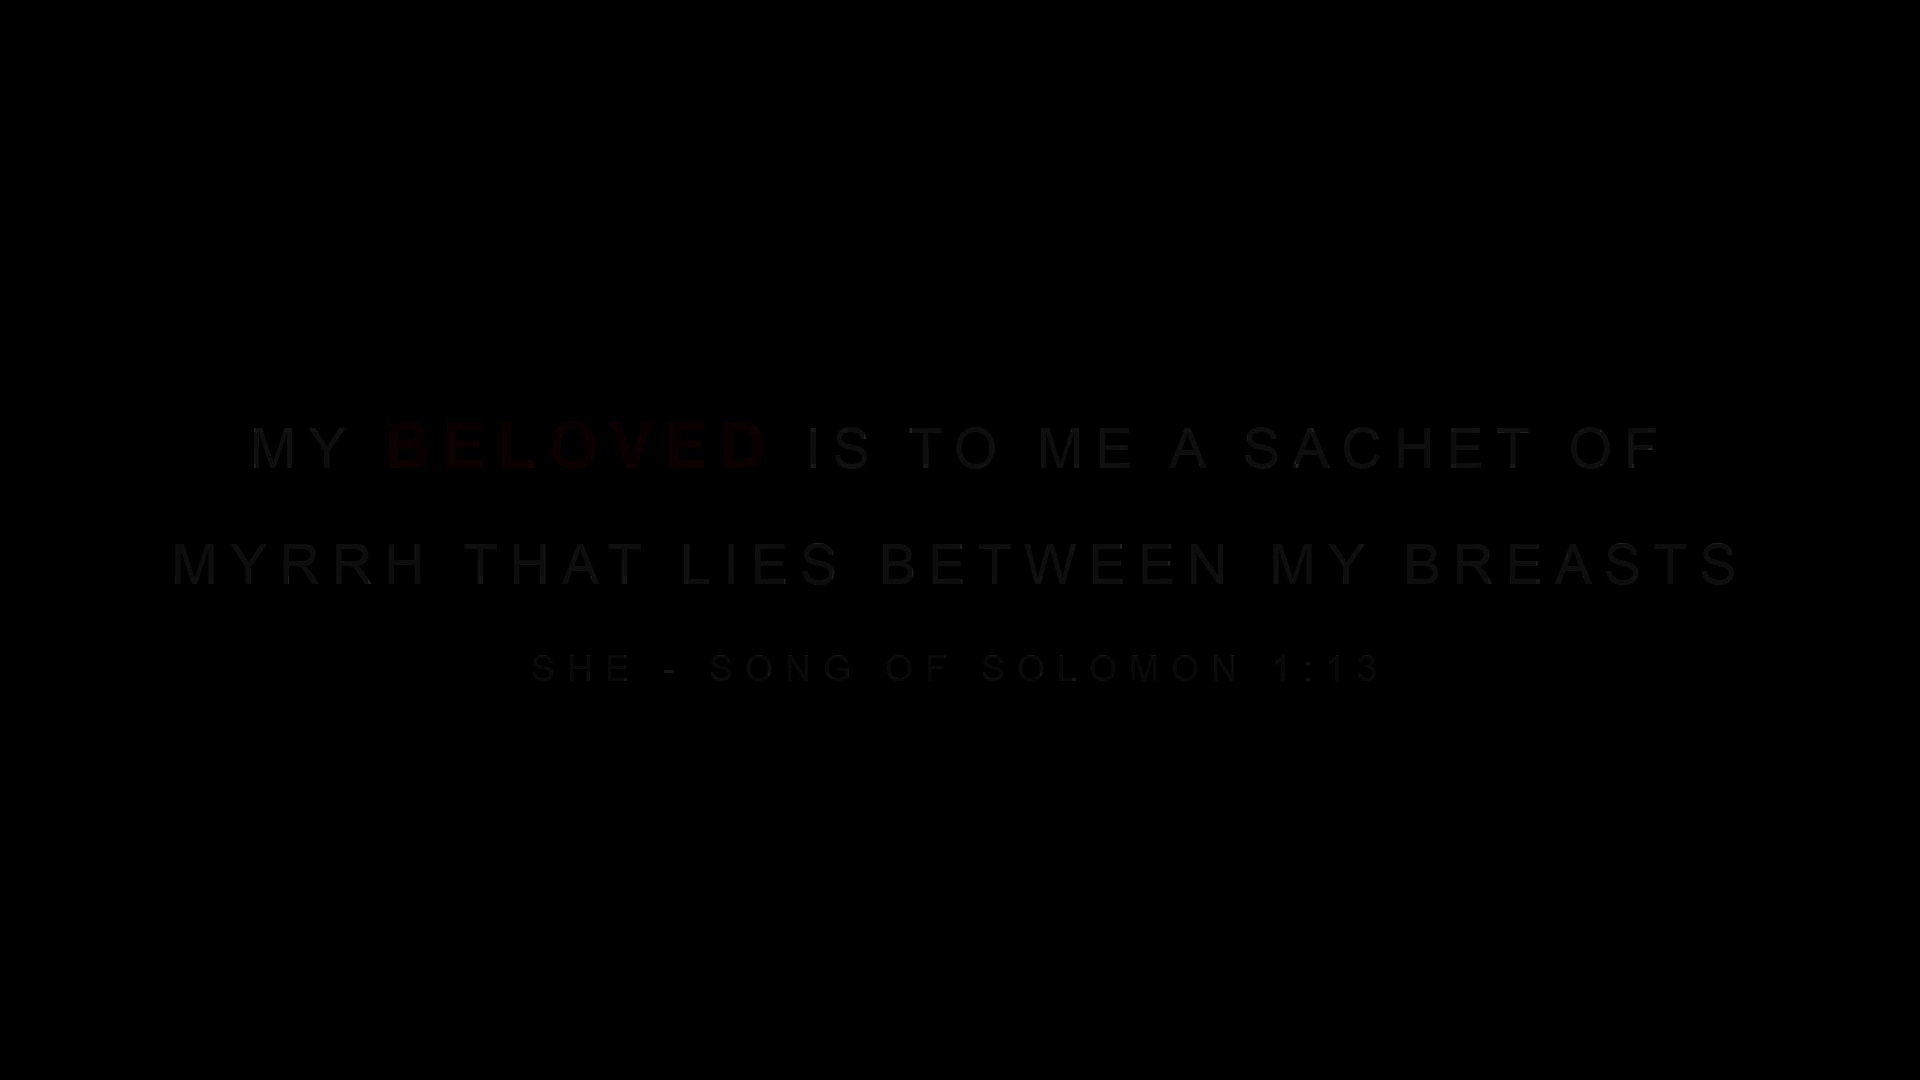 MY BELOVED IS TO ME A SACHET OF
MYRRH THAT LIES BETWEEN MY BREASTS
SHE - SONG OF SOLOMON 1:13